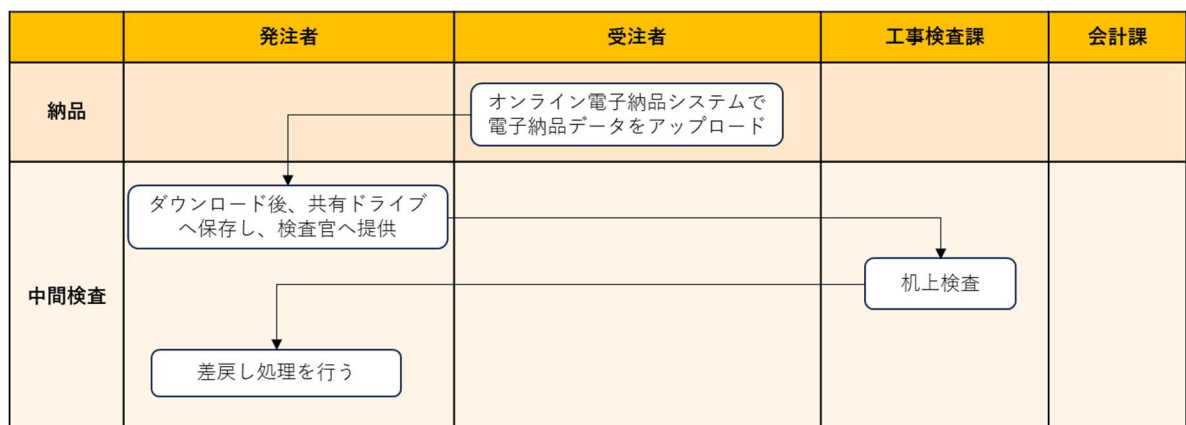 発注者
受注者
工事検査課
会計課
納品
オンライン電子納品システムで
電子納品データをアップロード
中間検査
ダウンロード後、共有ドライブ
へ保存し、検査官へ提供
机上検査
差戻し処理を行う